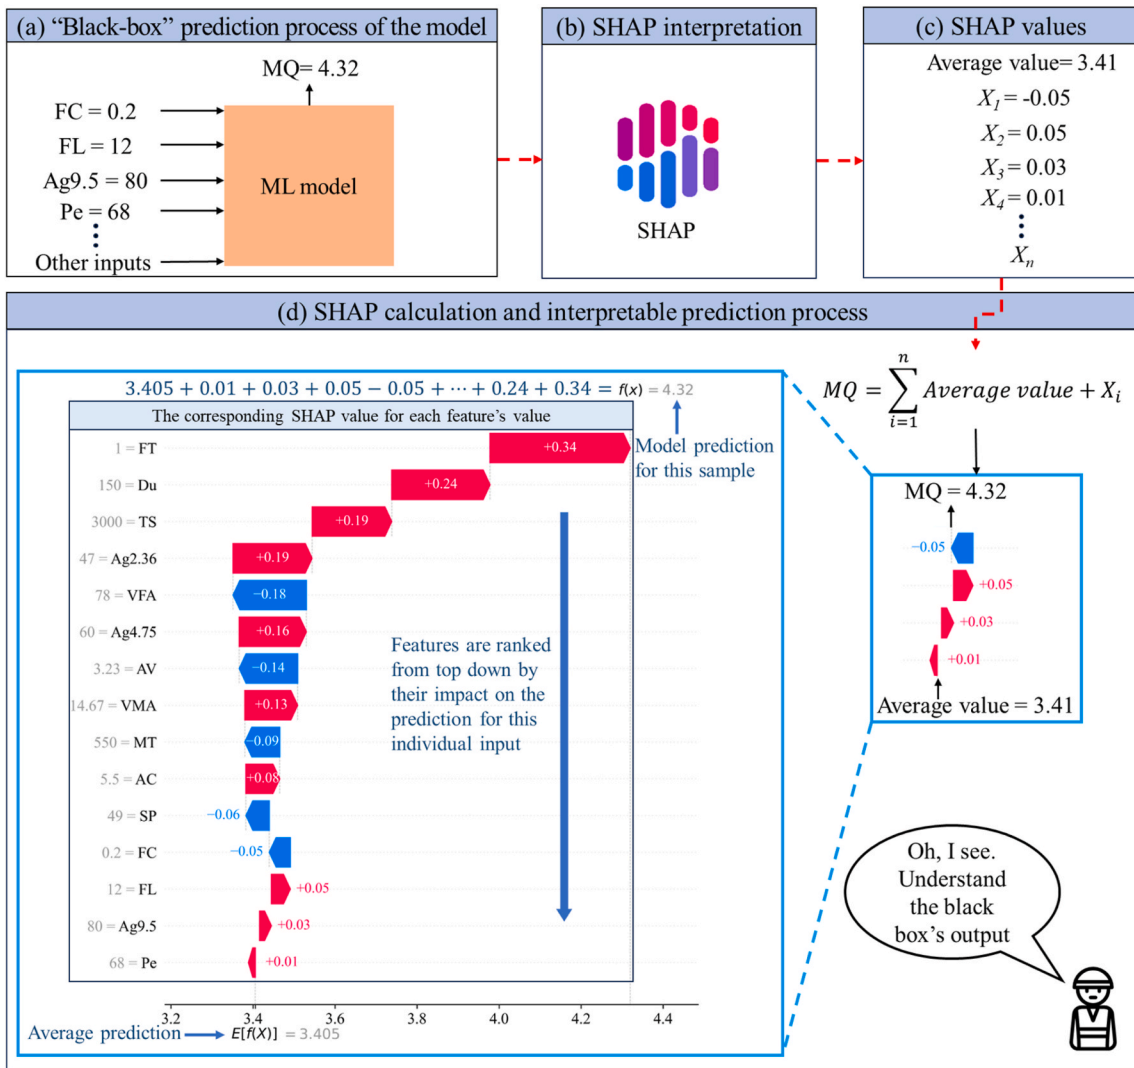 (a) “Black-box” prediction process of the model
MQ= 4.32
FC = 0.2
FL = 12
Ag9.5 = 80
Pe = 68
Other inputs
ML model
(b) SHAP interpretation
SHAP
(c) SHAP values
Average value= 3.41
X₁ = -0.05
X₂ = 0.05
X₃ = 0.03
X₄ = 0.01
Xₙ
(d) SHAP calculation and interpretable prediction process
3.405 + 0.01 + 0.03 + 0.05 − 0.05 + ⋯ + 0.24 + 0.34 = f(x) = 4.32
The corresponding SHAP value for each feature’s value
1 = FT +0.34
150 = Du +0.24
3000 = TS +0.19
47 = Ag2.36 +0.19
78 = VFA −0.18
60 = Ag4.75 +0.16
3.23 = AV −0.14
14.67 = VMA +0.13
550 = MT −0.09
5.5 = AC +0.08
49 = SP −0.06
0.2 = FC −0.05
12 = FL +0.05
80 = Ag9.5 +0.03
68 = Pe +0.01
3.2 3.4 3.6 3.8 4.0 4.2 4.4
Average prediction E[f(X)] = 3.405
Model prediction
for this sample
Features are ranked
from top down by
their impact on the
prediction for this
individual input
MQ = ∑ⁿᵢ₌₁ Average value + Xᵢ
MQ = 4.32
−0.05
+0.05
+0.03
+0.01
Average value = 3.41
Oh, I see.
Understand
the black
box’s output